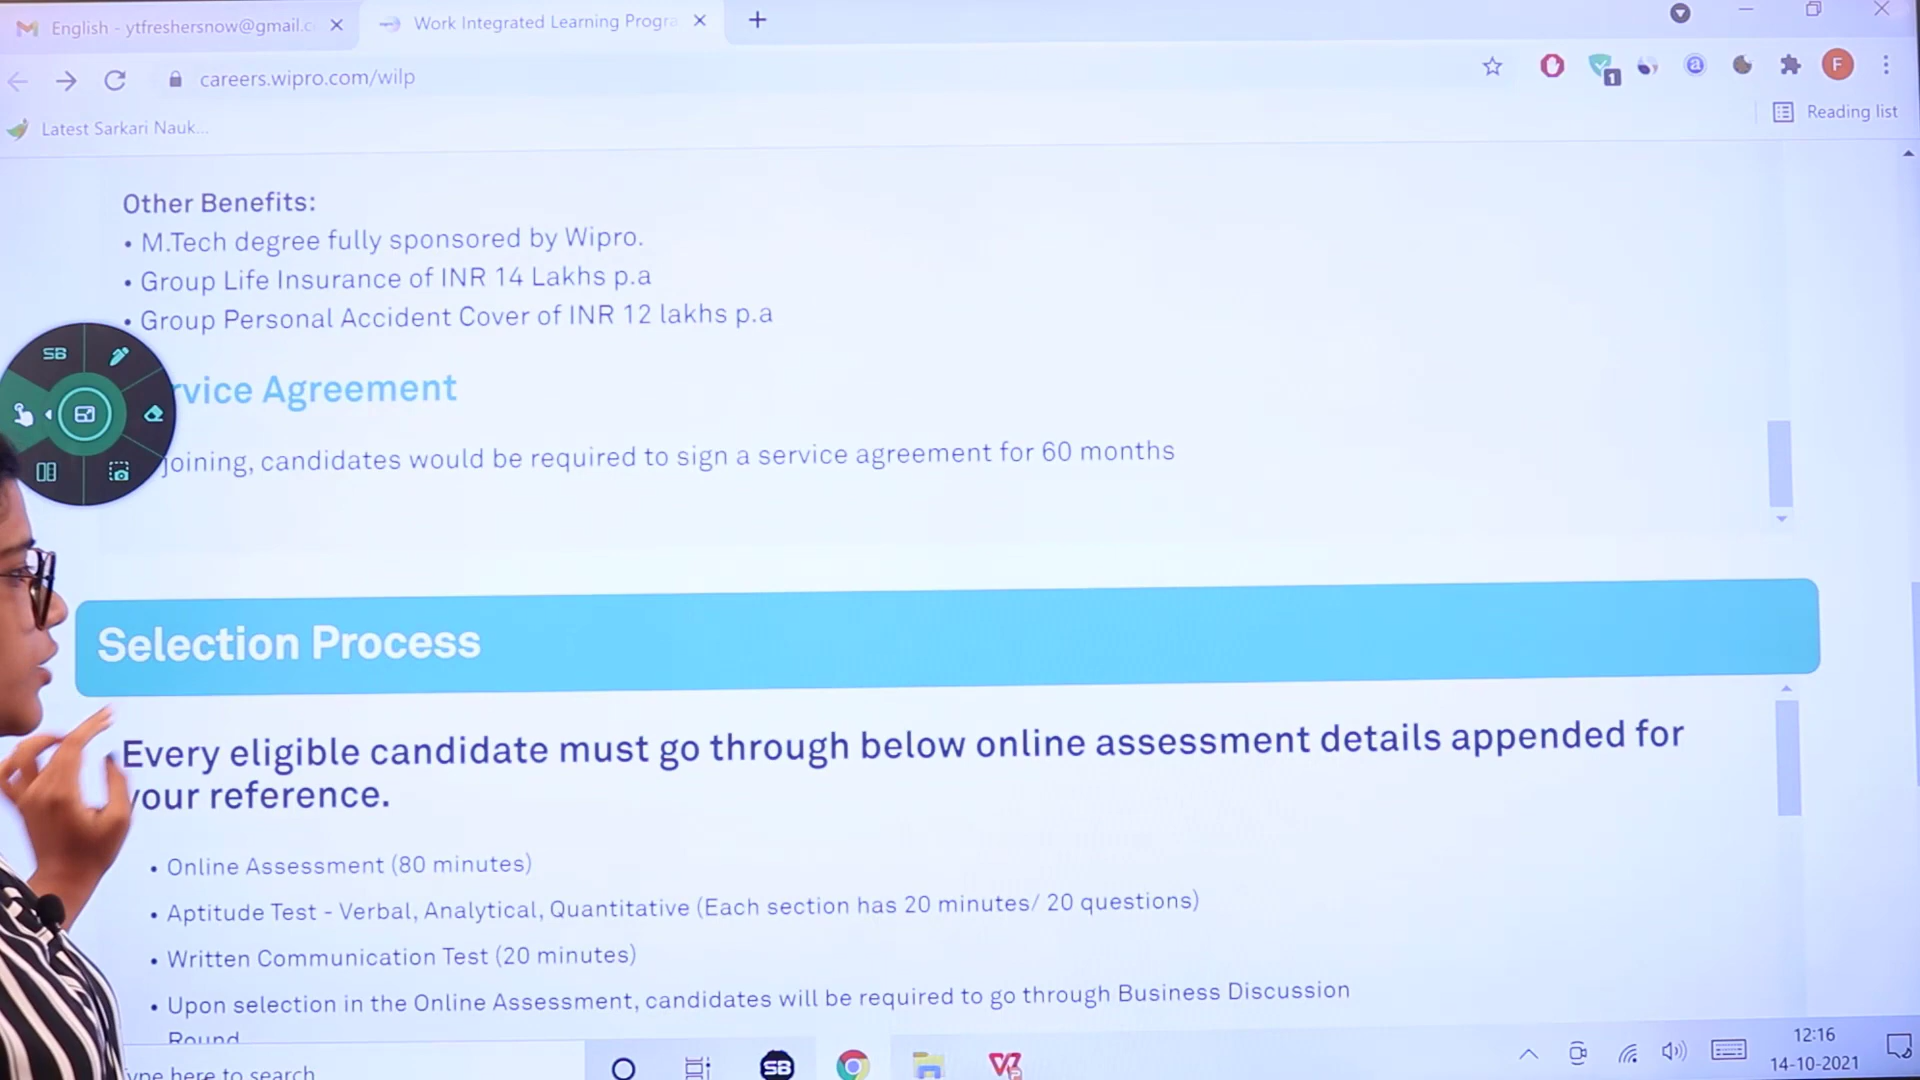 English - ytfreshersnow@gmail.c
Work Integrated Learning Progra
careers.wipro.com/wilp
1
F
Latest Sarkari Nauk...
Reading list
Other Benefits:
• M.Tech degree fully sponsored by Wipro.
• Group Life Insurance of INR 14 Lakhs p.a
• Group Personal Accident Cover of INR 12 lakhs p.a
SB
rvice Agreement
joining, candidates would be required to sign a service agreement for 60 months
Selection Process
Every eligible candidate must go through below online assessment details appended for
your reference.
• Online Assessment (80 minutes)
• Aptitude Test - Verbal, Analytical, Quantitative (Each section has 20 minutes/ 20 questions)
• Written Communication Test (20 minutes)
• Upon selection in the Online Assessment, candidates will be required to go through Business Discussion
Round
ype here to search
SB
12:16
14-10-2021